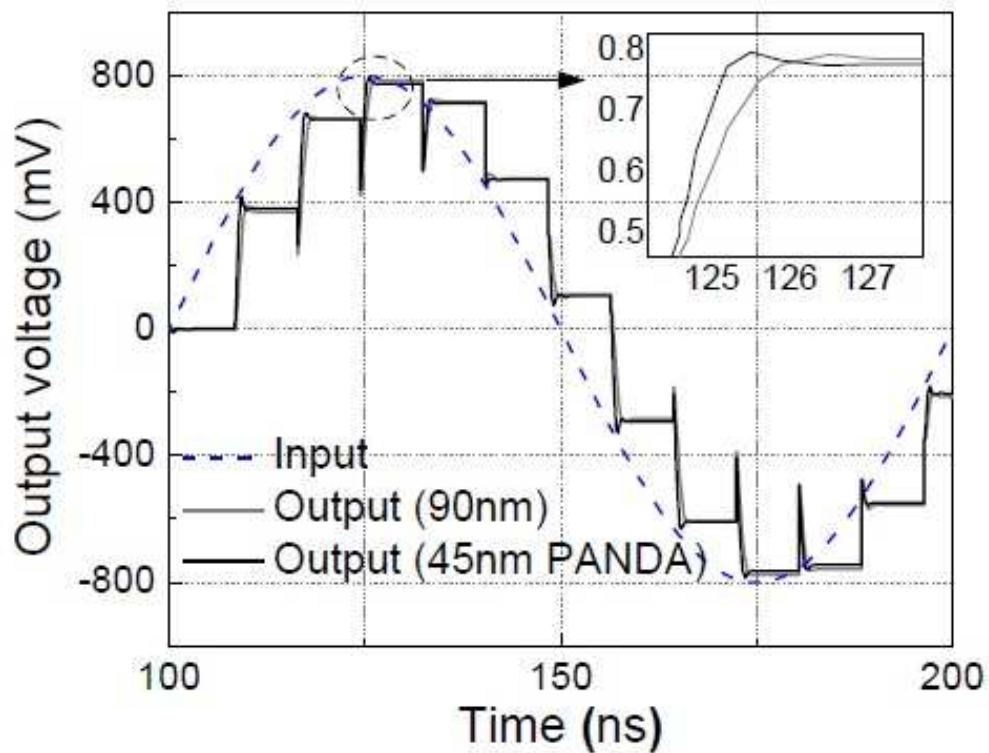 Output voltage (mV)
800
400
0
-400
-800
0.8
0.7
0.6
0.5
125 126 127
Input
Output (90nm)
Output (45nm PANDA)
100 150 200
Time (ns)